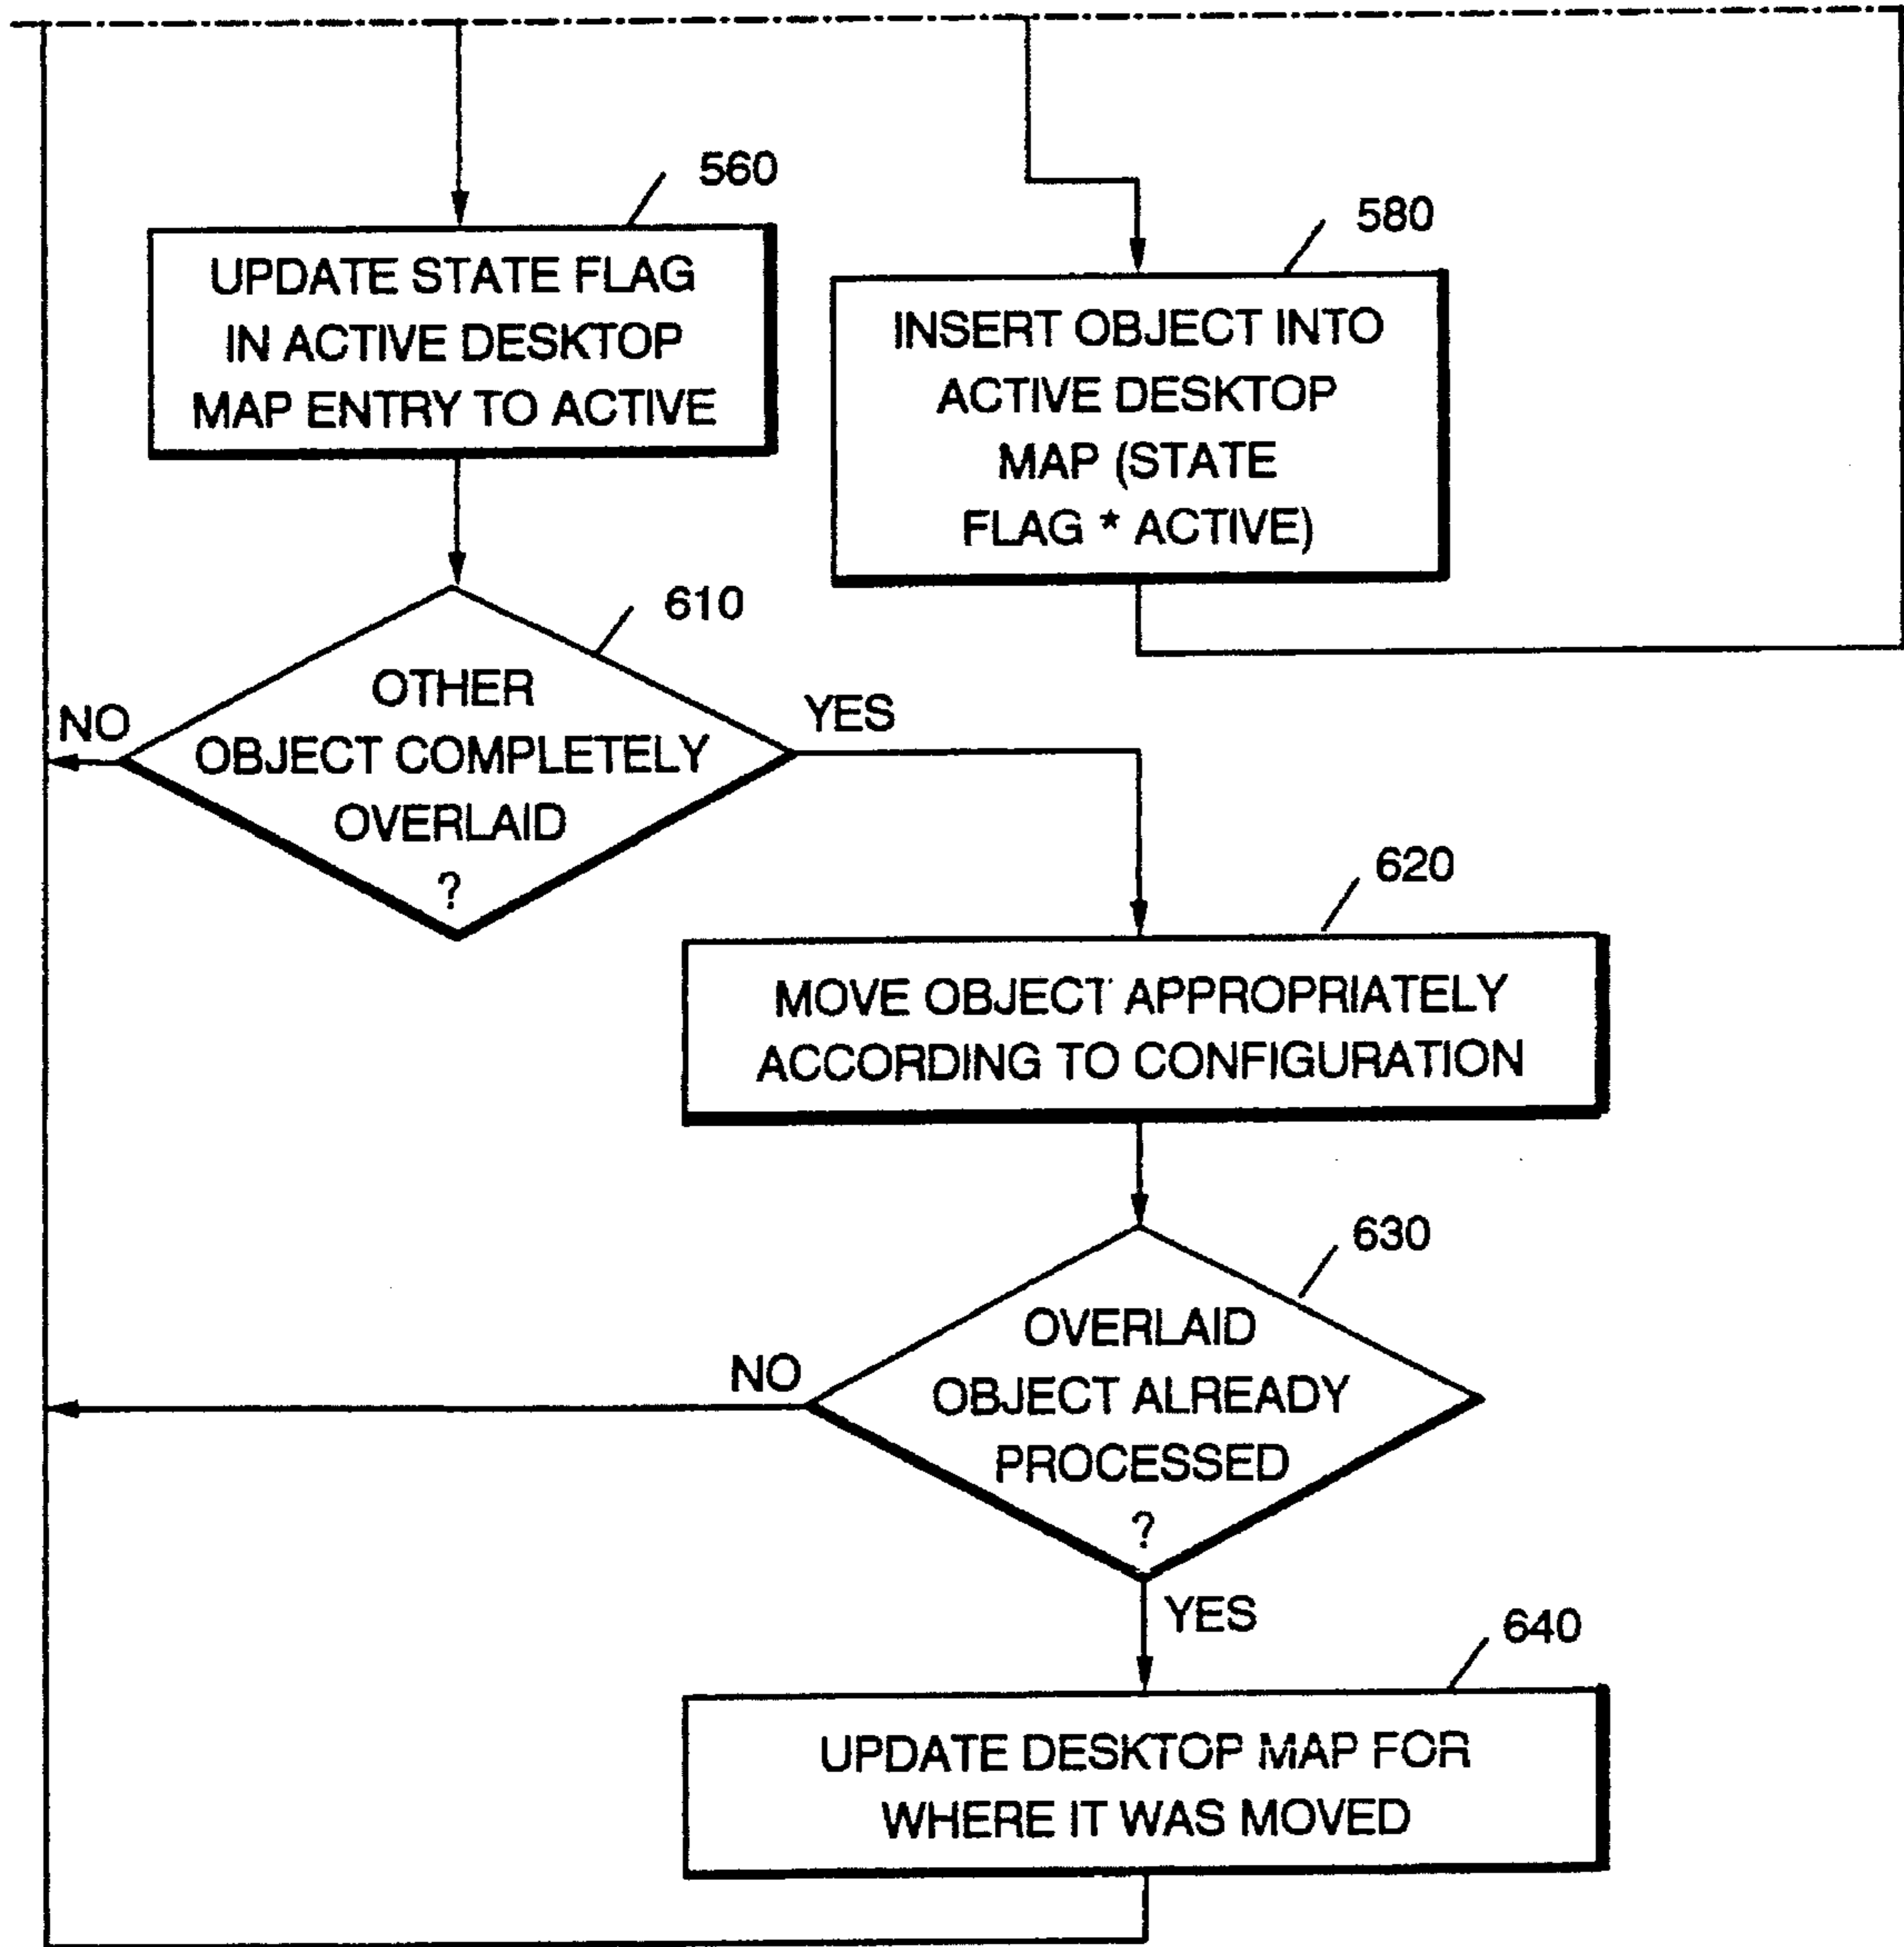 560
UPDATE STATE FLAG
IN ACTIVE DESKTOP
MAP ENTRY TO ACTIVE
580
INSERT OBJECT INTO
ACTIVE DESKTOP
MAP (STATE
FLAG * ACTIVE)
610
OTHER
OBJECT COMPLETELY
OVERLAID
?
NO
YES
620
MOVE OBJECT APPROPRIATELY
ACCORDING TO CONFIGURATION
630
OVERLAID
OBJECT ALREADY
PROCESSED
?
NO
YES
640
UPDATE DESKTOP MAP FOR
WHERE IT WAS MOVED